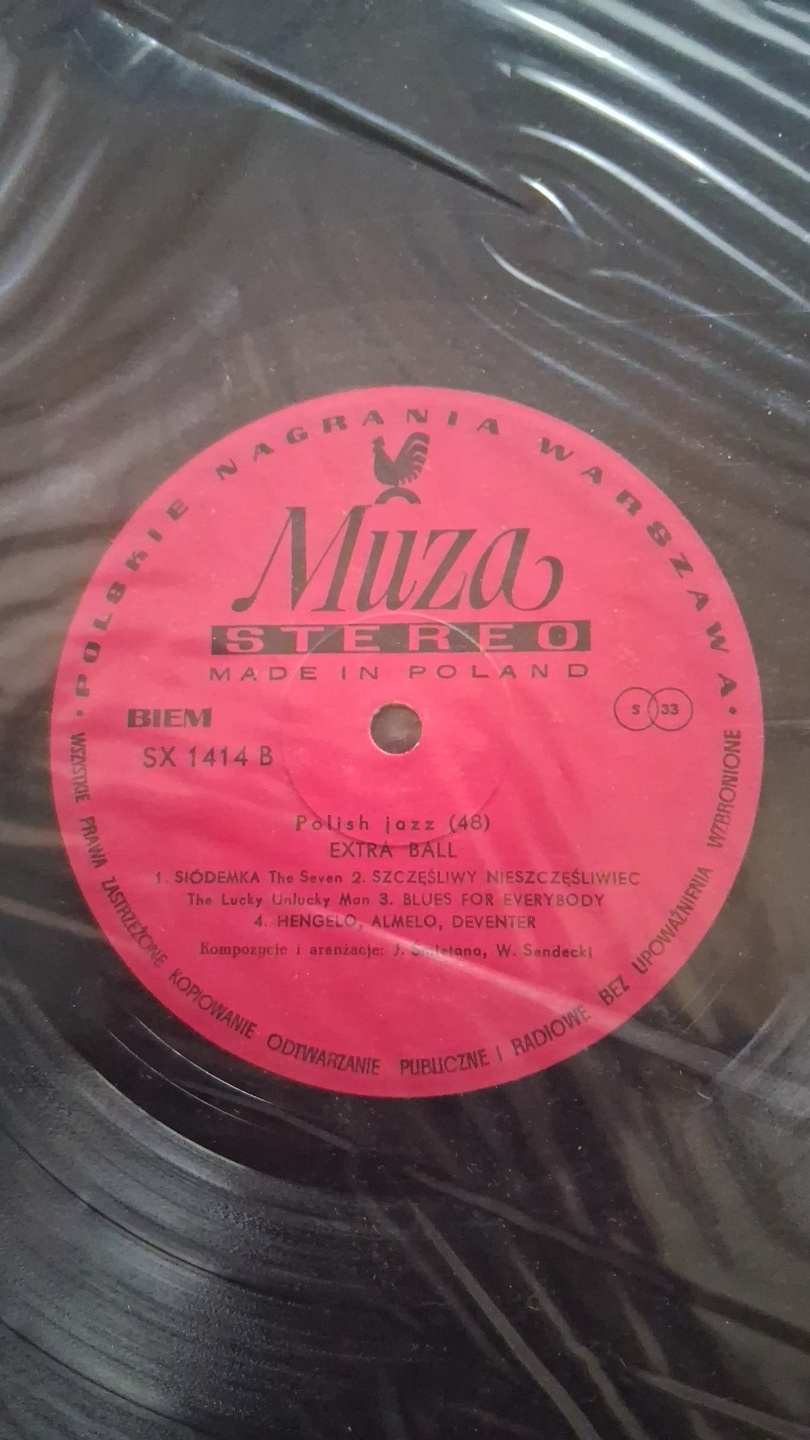 • POLSKIE NAGRANIA WARSZAWA •
Muza
STEREO
MADE IN POLAND
BIEM
S 33
SX 1414 B
Polish jazz (48)
EXTRA BALL
1. SIÓDEMKA The Seven 2. SZCZĘŚLIWY NIESZCZĘŚLIWIEC
The Lucky Unlucky Man 3. BLUES FOR EVERYBODY
4. HENGELO, ALMELO, DEVENTER
Kompozycje i aranżacje: J. Śmietana, W. Sendecki
WSZYSTKIE PRAWA ZASTRZEŻONE KOPIOWANIE ODTWARZANIE PUBLICZNE I RADIOWE BEZ UPOWAŻNIENIA WZBRONIONE